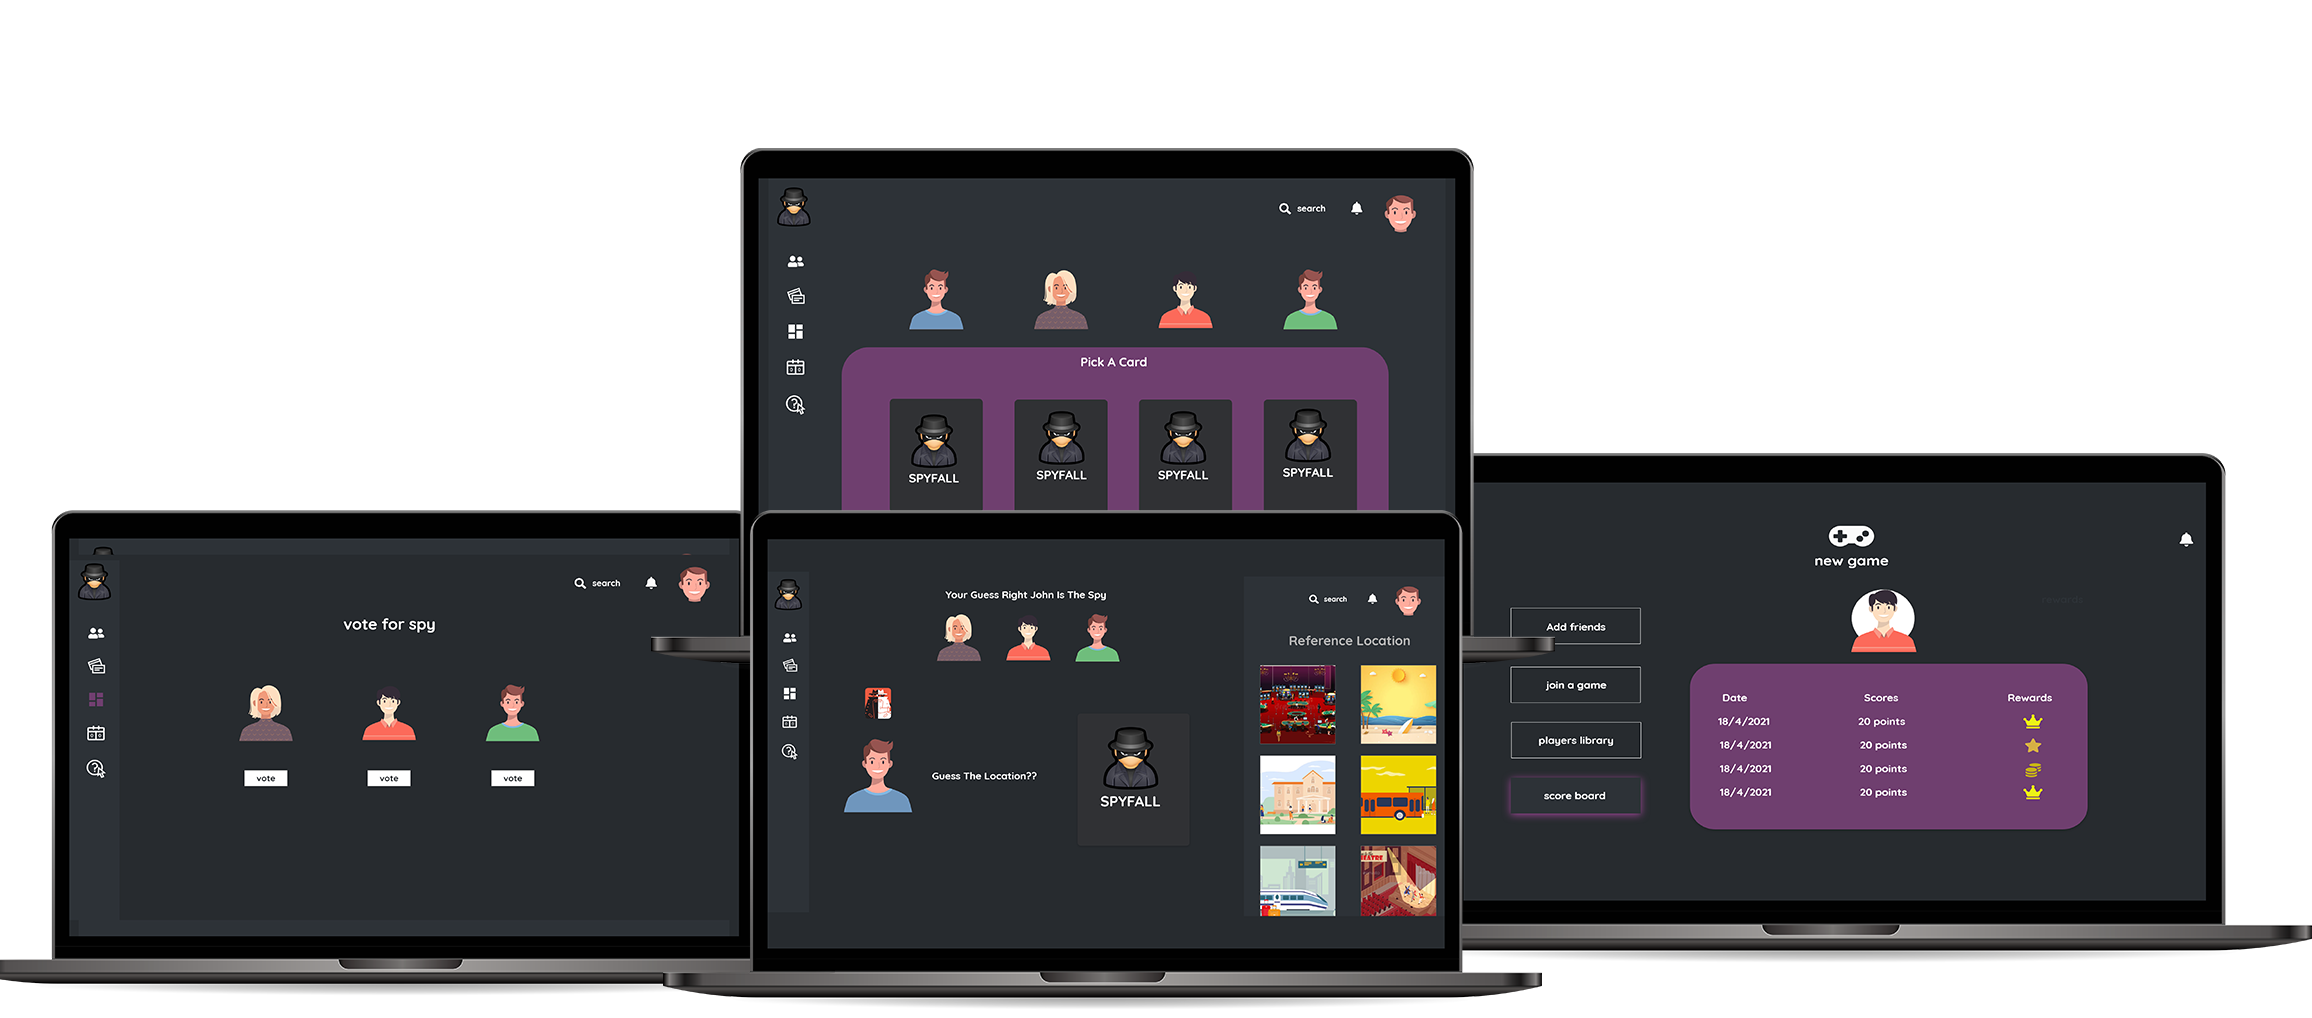 search
Pick A Card
SPYFALL SPYFALL SPYFALL SPYFALL
search
vote for spy
vote vote vote
Your Guess Right John Is The Spy
Guess The Location??
SPYFALL
search
Reference Location
THEATRE
new game
rewards
Add friends
join a game
players library
score board
Date Scores Rewards
18/4/2021 20 points
18/4/2021 20 points
18/4/2021 20 points
18/4/2021 20 points